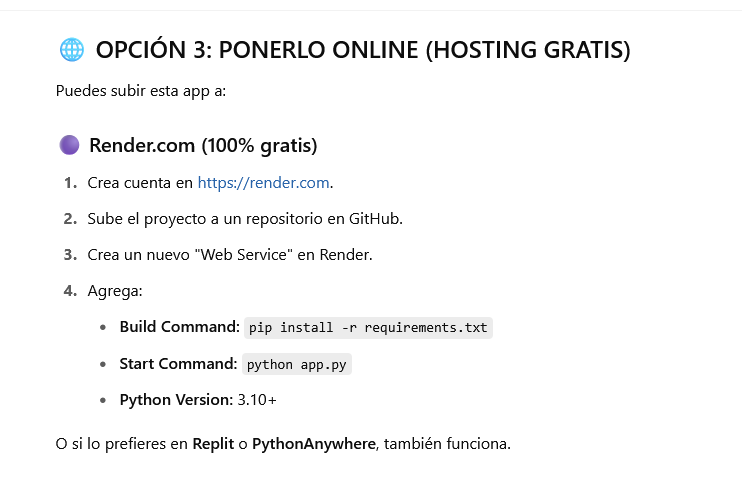 🌐 OPCIÓN 3: PONERLO ONLINE (HOSTING GRATIS)
Puedes subir esta app a:
🟣 Render.com (100% gratis)
1. Crea cuenta en https://render.com.
2. Sube el proyecto a un repositorio en GitHub.
3. Crea un nuevo "Web Service" en Render.
4. Agrega:
• Build Command: pip install -r requirements.txt
• Start Command: python app.py
• Python Version: 3.10+
O si lo prefieres en Replit o PythonAnywhere, también funciona.